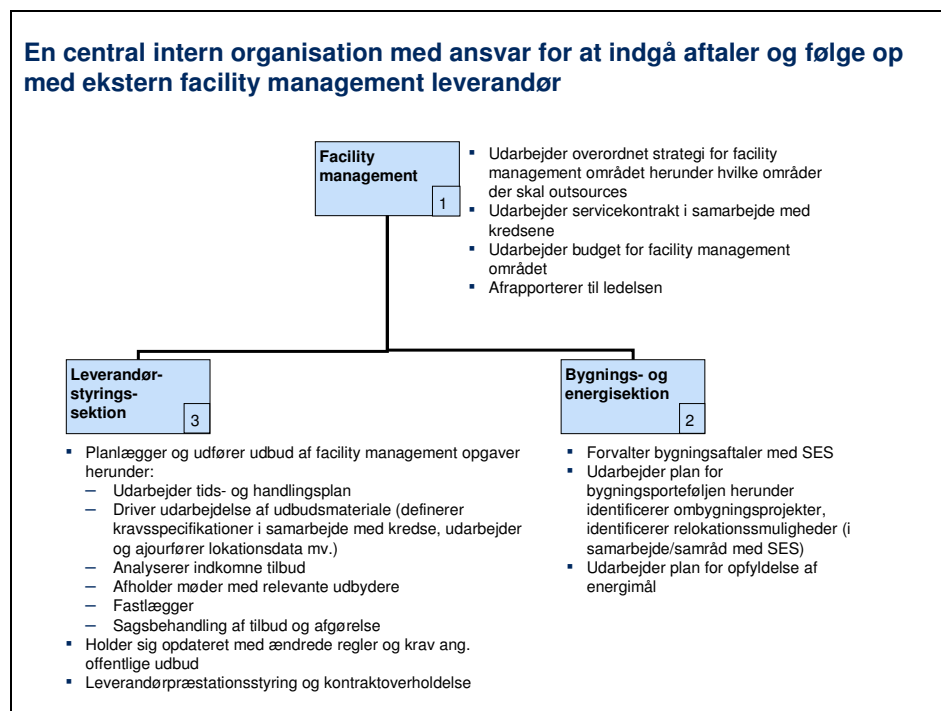 En central intern organisation med ansvar for at indgå aftaler og følge op
med ekstern facility management leverandør
Facility
management
1
▪ Udarbejder overordnet strategi for facility
management området herunder hvilke områder
der skal outsources
▪ Udarbejder servicekontrakt i samarbejde med
kredsene
▪ Udarbejder budget for facility management
området
▪ Afrapporterer til ledelsen
Leverandør-
styrings-
sektion
3
▪ Planlægger og udfører udbud af facility management opgaver
herunder:
– Udarbejder tids- og handlingsplan
– Driver udarbejdelse af udbudsmateriale (definerer
kravsspecifikationer i samarbejde med kredse, udarbejder
og ajourfører lokationsdata mv.)
– Analyserer indkomne tilbud
– Afholder møder med relevante udbydere
– Fastlægger
– Sagsbehandling af tilbud og afgørelse
▪ Holder sig opdateret med ændrede regler og krav ang.
offentlige udbud
▪ Leverandørpræstationsstyring og kontraktoverholdelse
Bygnings- og
energisektion
2
▪ Forvalter bygningsaftaler med SES
▪ Udarbejder plan for
bygningsporteføljen herunder
identificerer ombygningsprojekter,
identificerer relokationssmuligheder (i
samarbejde/samråd med SES)
▪ Udarbejder plan for opfyldelse af
energimål